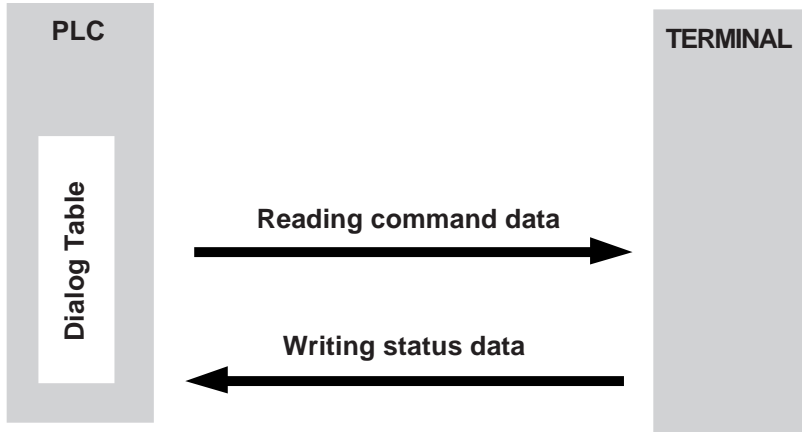 PLC
TERMINAL
Dialog Table
Reading command data
Writing status data